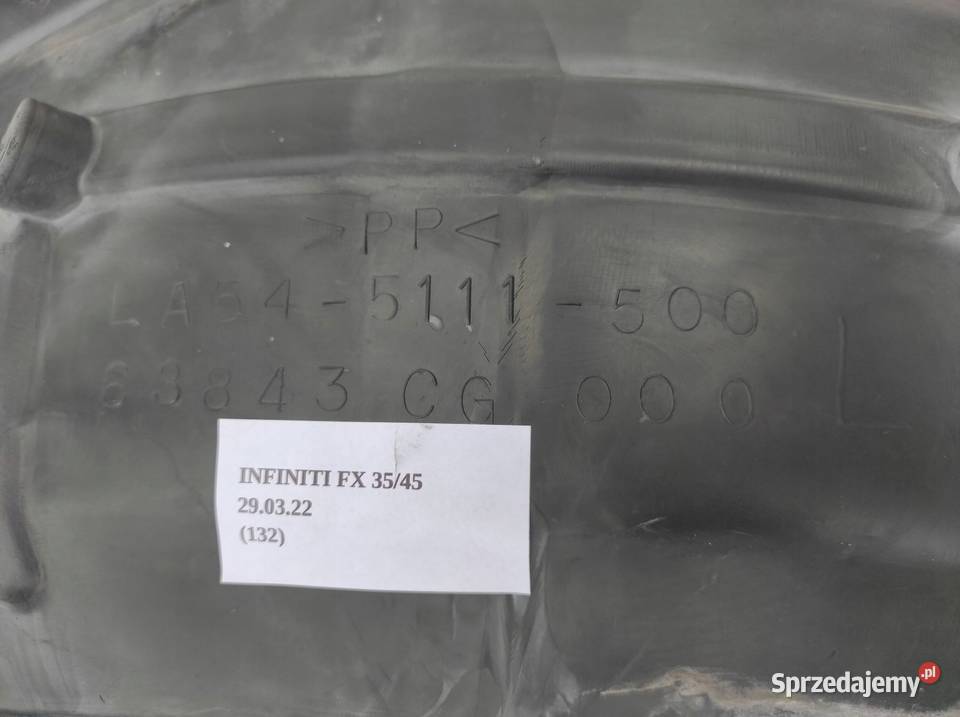 >PP<
LA54-5111-500
63843 CG 000 L
INFINITI FX 35/45
29.03.22
(132)
Sprzedajemy.pl